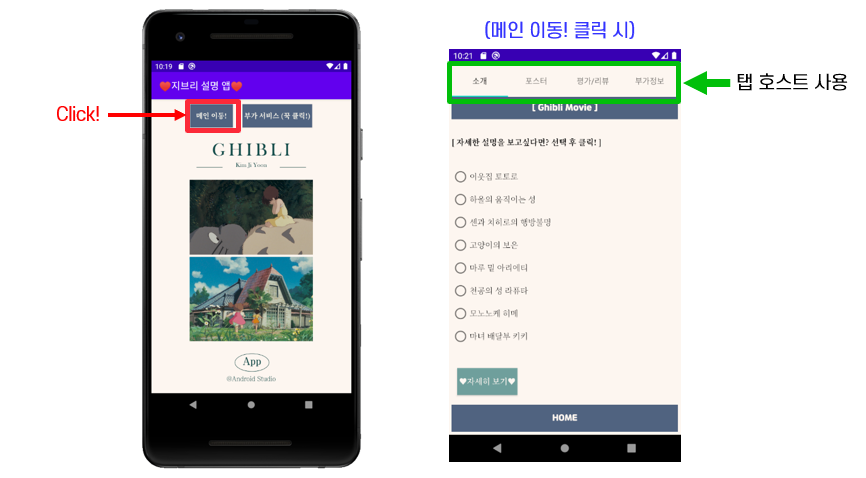 (메인 이동! 클릭 시)
10:19
❤️지브리 설명 앱❤️
Click!
메인 이동!
부가 서비스 (꾹 클릭!)
GHIBLI
Kim Ji Yoon
App
@Android Studio
10:21
소개 포스터 평가/리뷰 부가정보
탭 호스트 사용
[ Ghibli Movie ]
[ 자세한 설명을 보고싶다면? 선택 후 클릭! ]
이웃집 토토로
하울의 움직이는 성
센과 치히로의 행방불명
고양이의 보은
마루 밑 아리에티
천공의 성 라퓨타
모노노케 히메
마녀 배달부 키키
♥자세히 보기♥
HOME